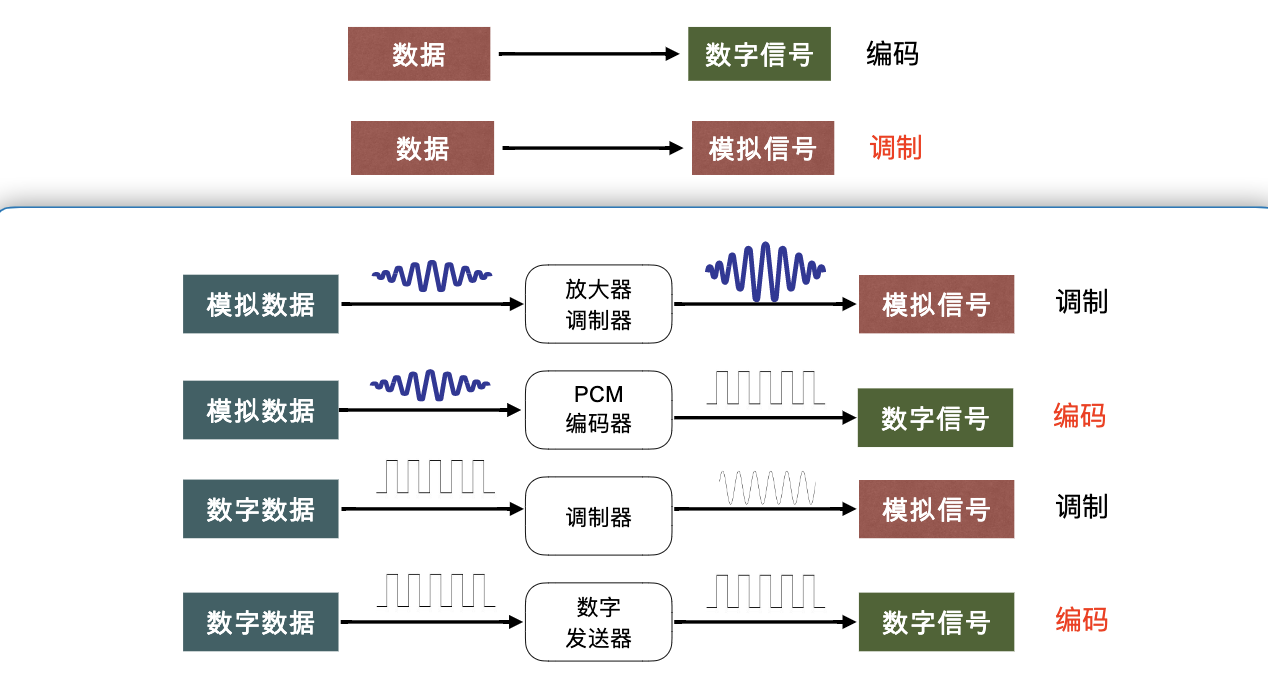 数据
数字信号
编码
数据
模拟信号
调制
模拟数据
放大器
调制器
模拟信号
调制
模拟数据
PCM
编码器
数字信号
编码
数字数据
调制器
模拟信号
调制
数字数据
数字
发送器
数字信号
编码